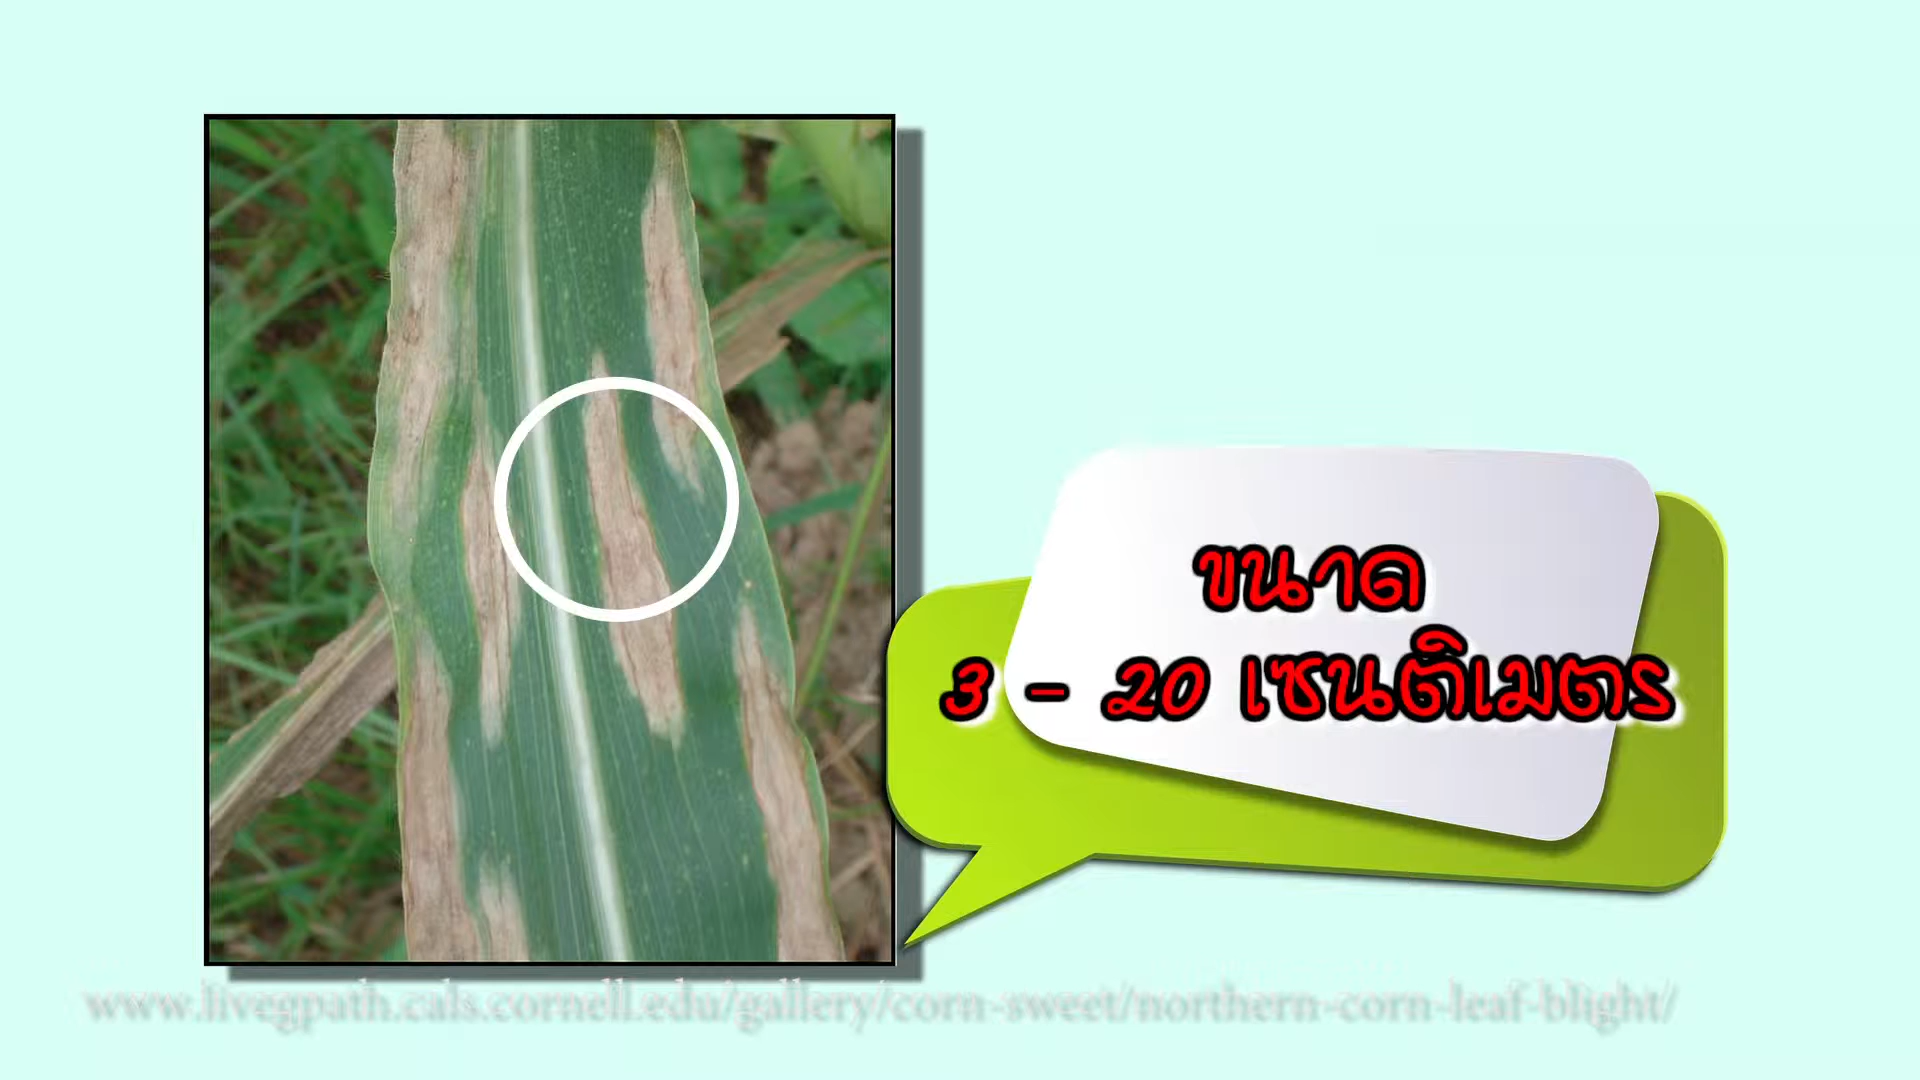 ขนาด
3 - 20 เซนติเมตร
www.livegpath.cals.cornell.edu/gallery/corn-sweet/northern-corn-leaf-blight/